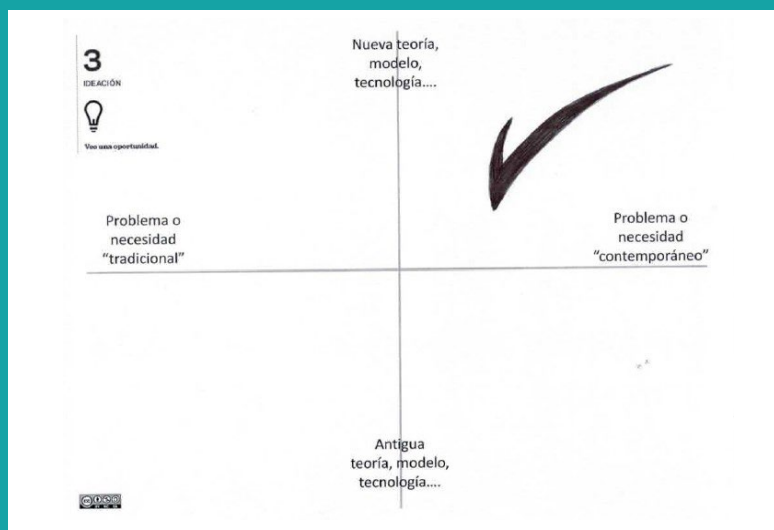 3
IDEACIÓN
Veo una oportunidad.
Nueva teoría,
modelo,
tecnología....
Problema o
necesidad
“tradicional”
Problema o
necesidad
“contemporáneo”
Antigua
teoría, modelo,
tecnología....